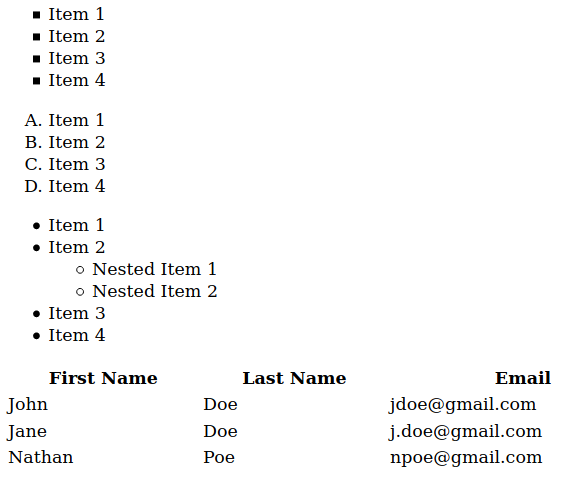 Item 1
Item 2
Item 3
Item 4
A. Item 1
B. Item 2
C. Item 3
D. Item 4
Item 1
Item 2
Nested Item 1
Nested Item 2
Item 3
Item 4
First Name Last Name Email
John Doe jdoe@gmail.com
Jane Doe j.doe@gmail.com
Nathan Poe npoe@gmail.com